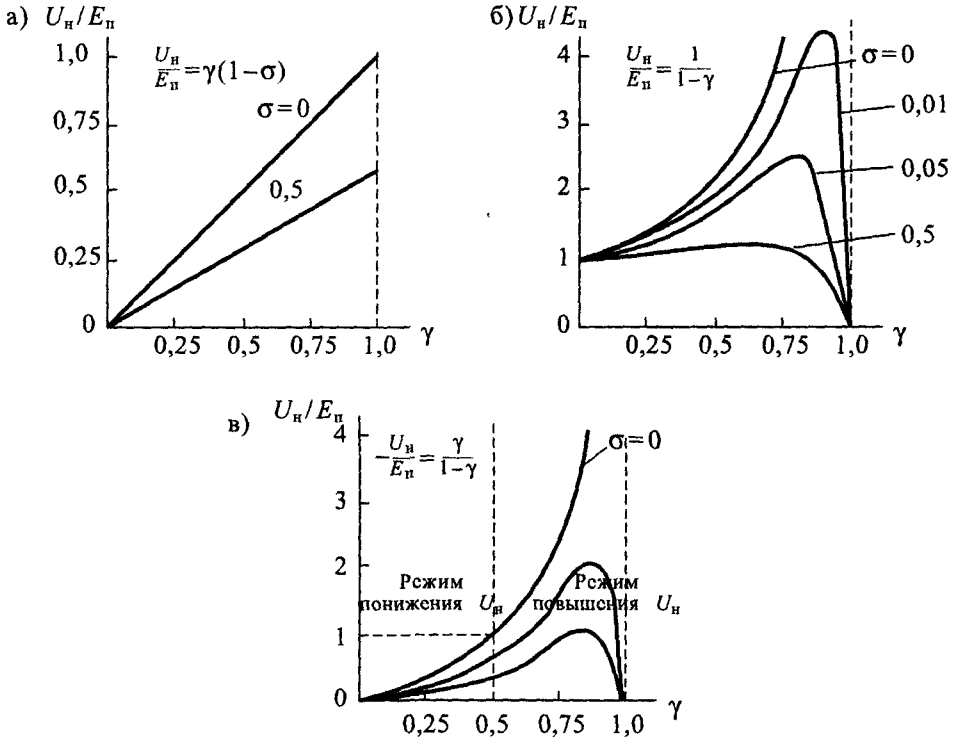 а) Uн/Eп
1,0
0,75
0,5
0,25
0
Uн/Eп=γ(1−σ)
σ=0
0,5
0,25 0,5 0,75 1,0 γ
б) Uн/Eп
4
3
2
1
0
Uн/Eп=1/(1−γ)
σ=0
0,01
0,05
0,5
0,25 0,5 0,75 1,0 γ
в) Uн/Eп
4
3
2
1
0
−Uн/Eп=γ/(1−γ)
σ=0
Режим
понижения Uн
Режим
повышения Uн
0,25 0,5 0,75 1,0 γ